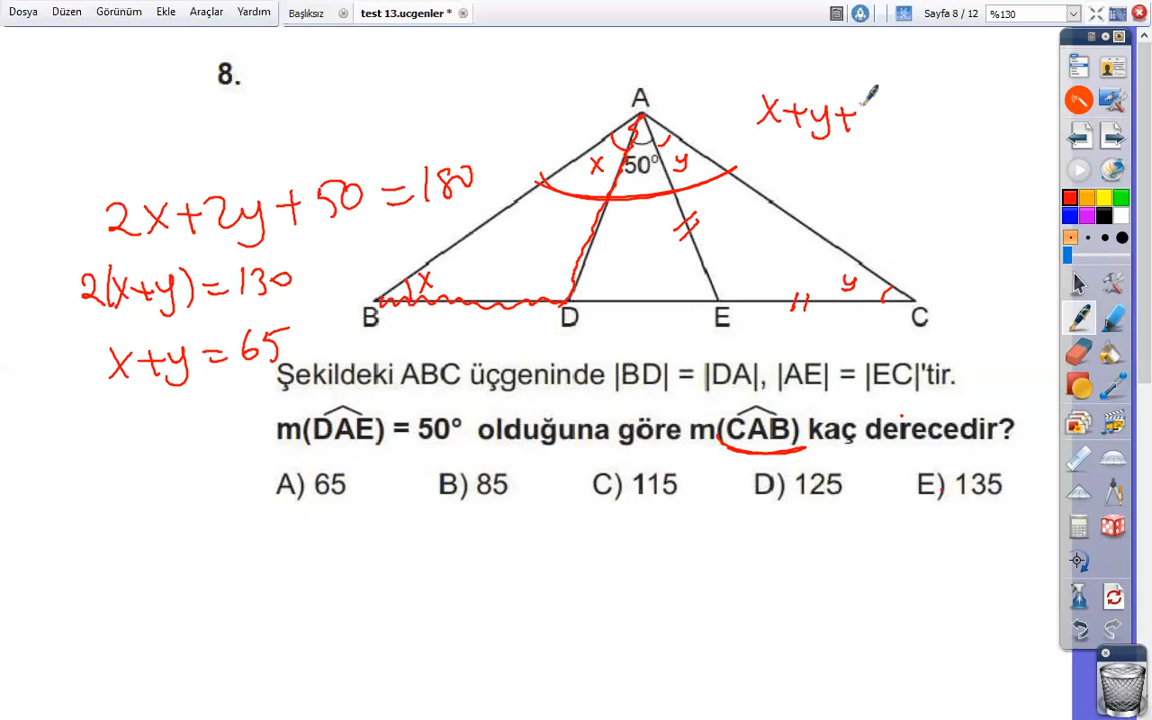 Dosya Düzen Görünüm Ekle Araçlar Yardım Başlıksız test 13.ucgenler * Sayfa 8 / 12 %130
8.
A
x+y+
x 50° y
2x+2y+50=180
2(x+y)=130
x y
B D E C
x+y=65
Şekildeki ABC üçgeninde |BD| = |DA|, |AE| = |EC|'tir.
m(DAE) = 50° olduğuna göre m(CAB) kaç derecedir?
A) 65 B) 85 C) 115 D) 125 E) 135